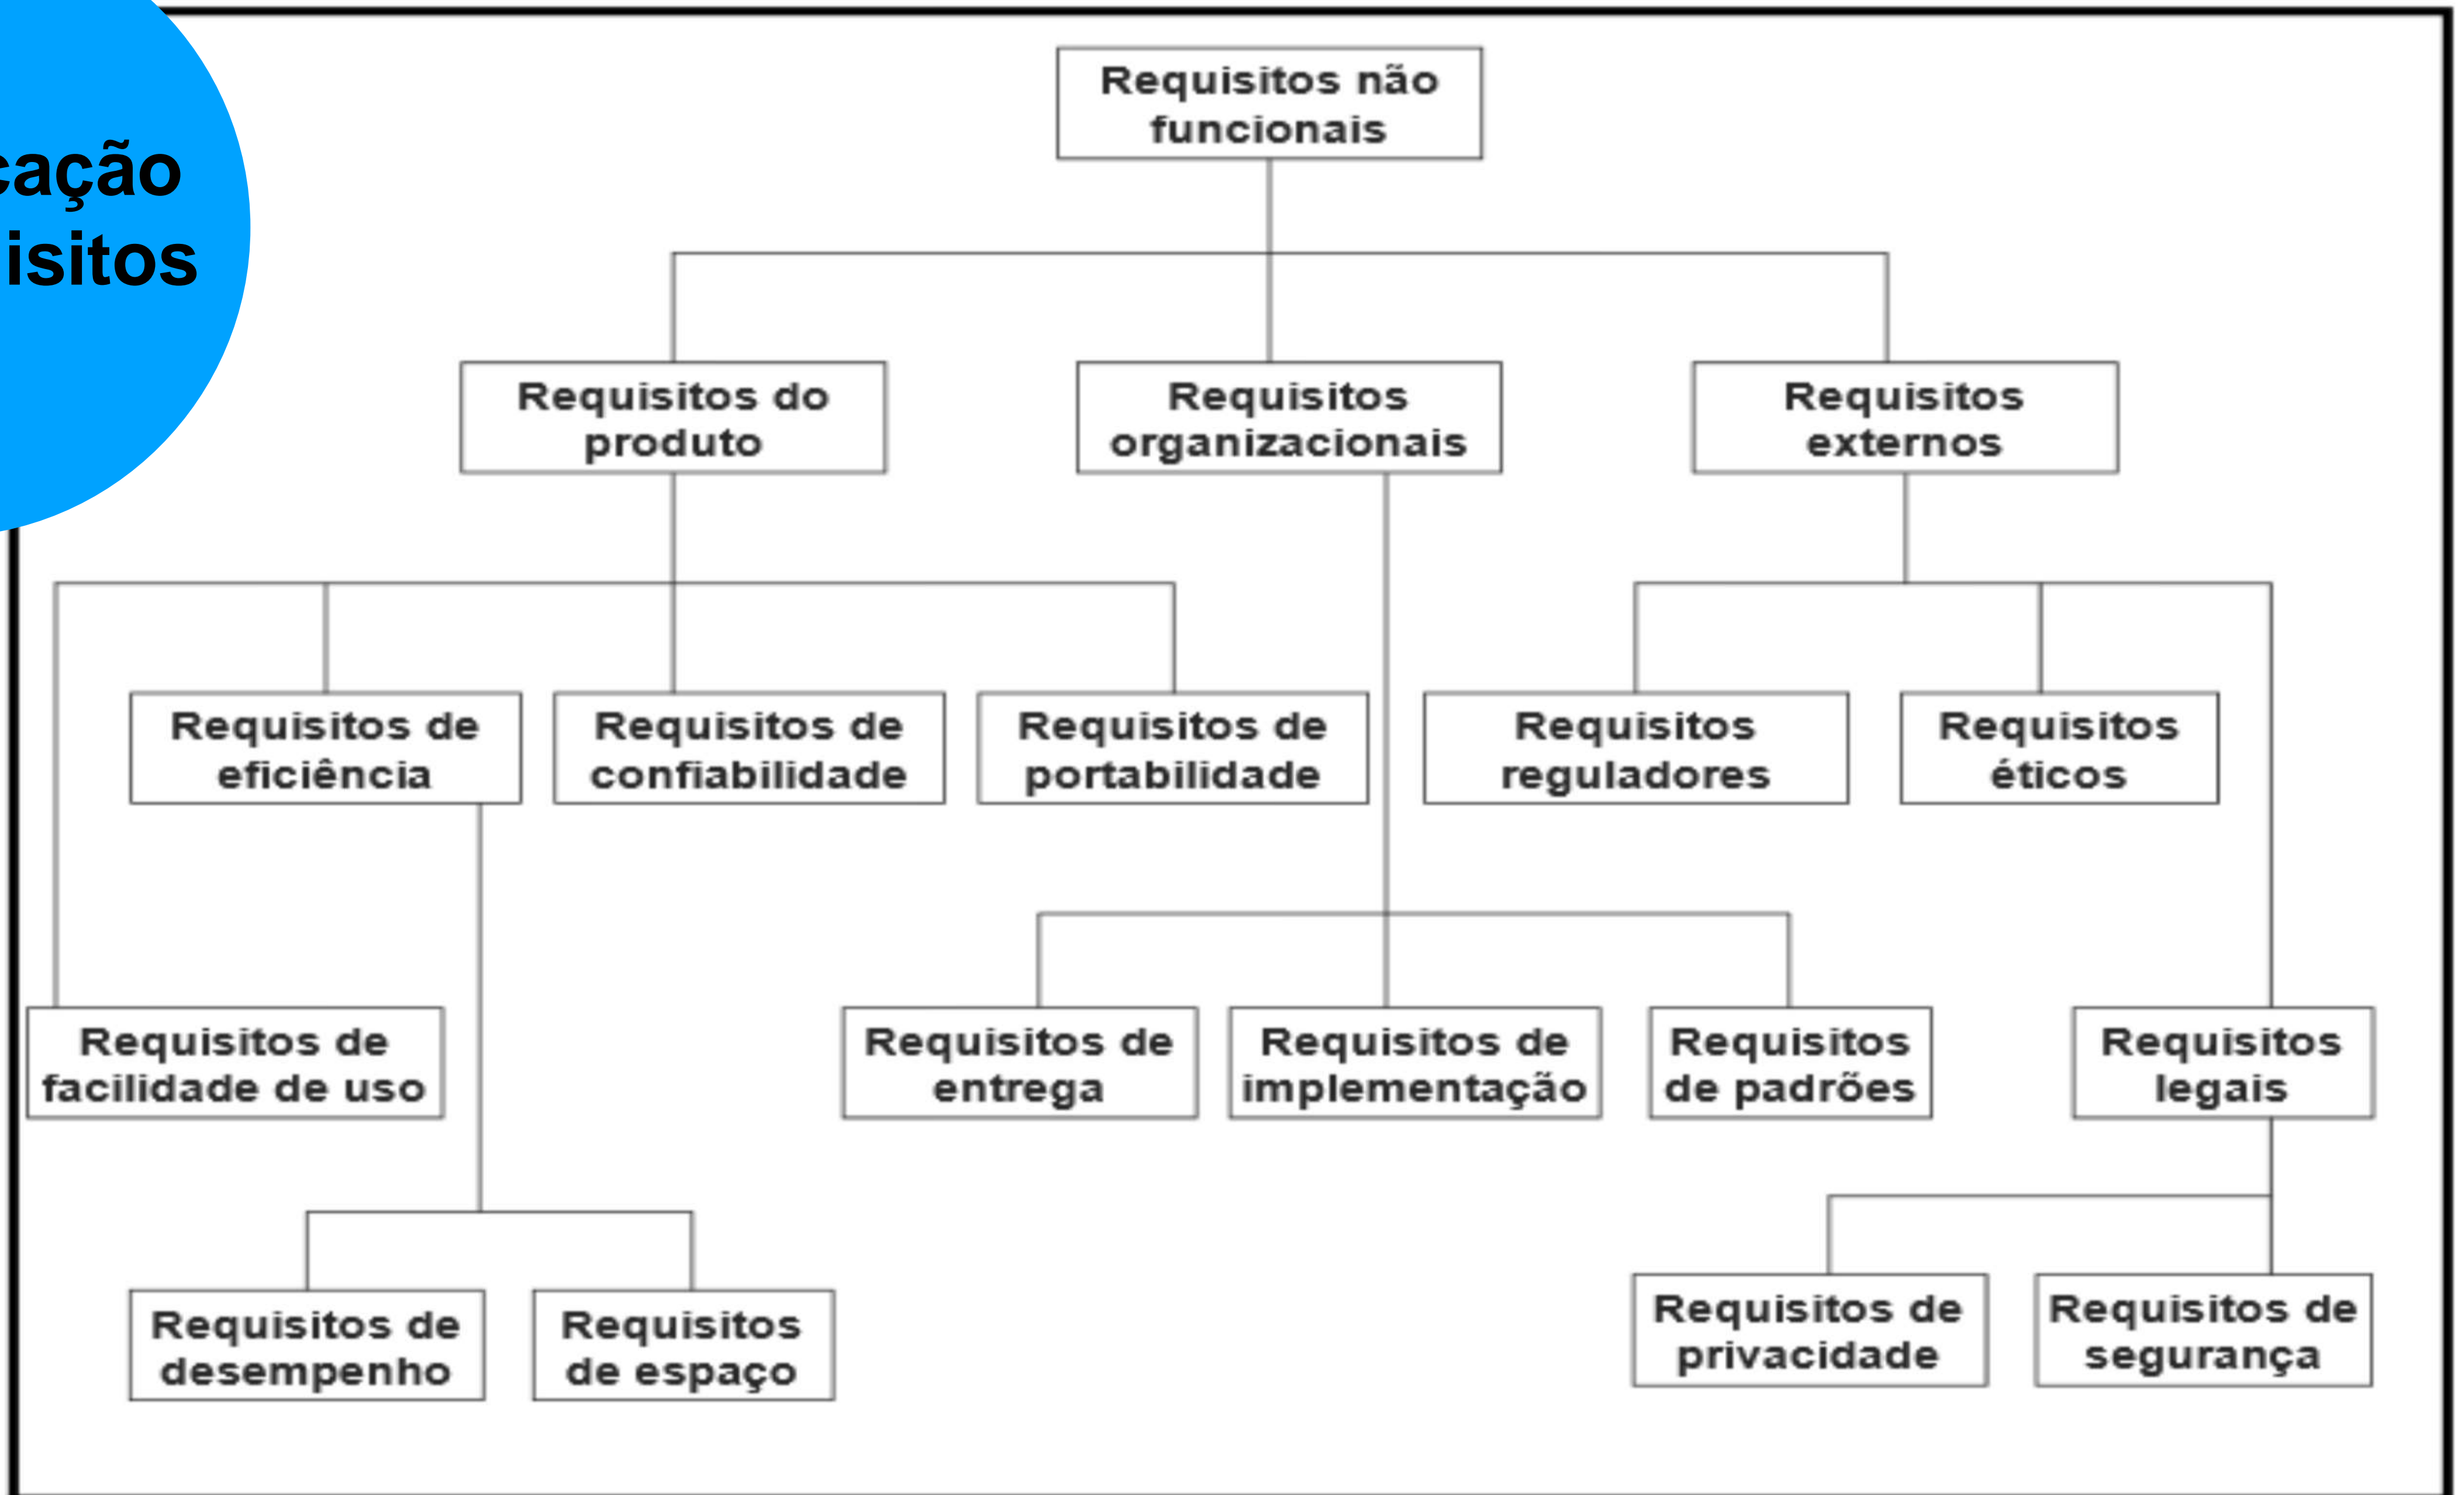 cação
isitos
Requisitos não
funcionais
Requisitos do
produto
Requisitos
organizacionais
Requisitos
externos
Requisitos de
eficiência
Requisitos de
confiabilidade
Requisitos de
portabilidade
Requisitos
reguladores
Requisitos
éticos
Requisitos de
facilidade de uso
Requisitos de
entrega
Requisitos de
implementação
Requisitos
de padrões
Requisitos
legais
Requisitos de
desempenho
Requisitos
de espaço
Requisitos de
privacidade
Requisitos de
segurança